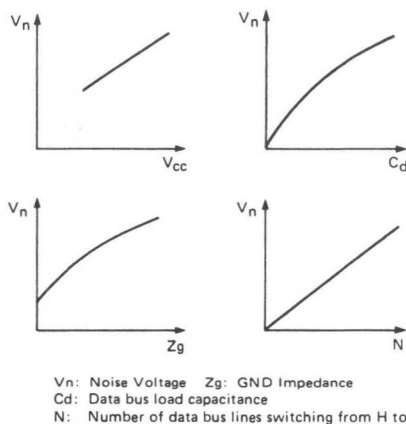 Vn
Vcc
Vn
Cd
Vn
Zg
Vn
N
Vn: Noise Voltage Zg: GND Impedance
Cd: Data bus load capacitance
N: Number of data bus lines switching from H to